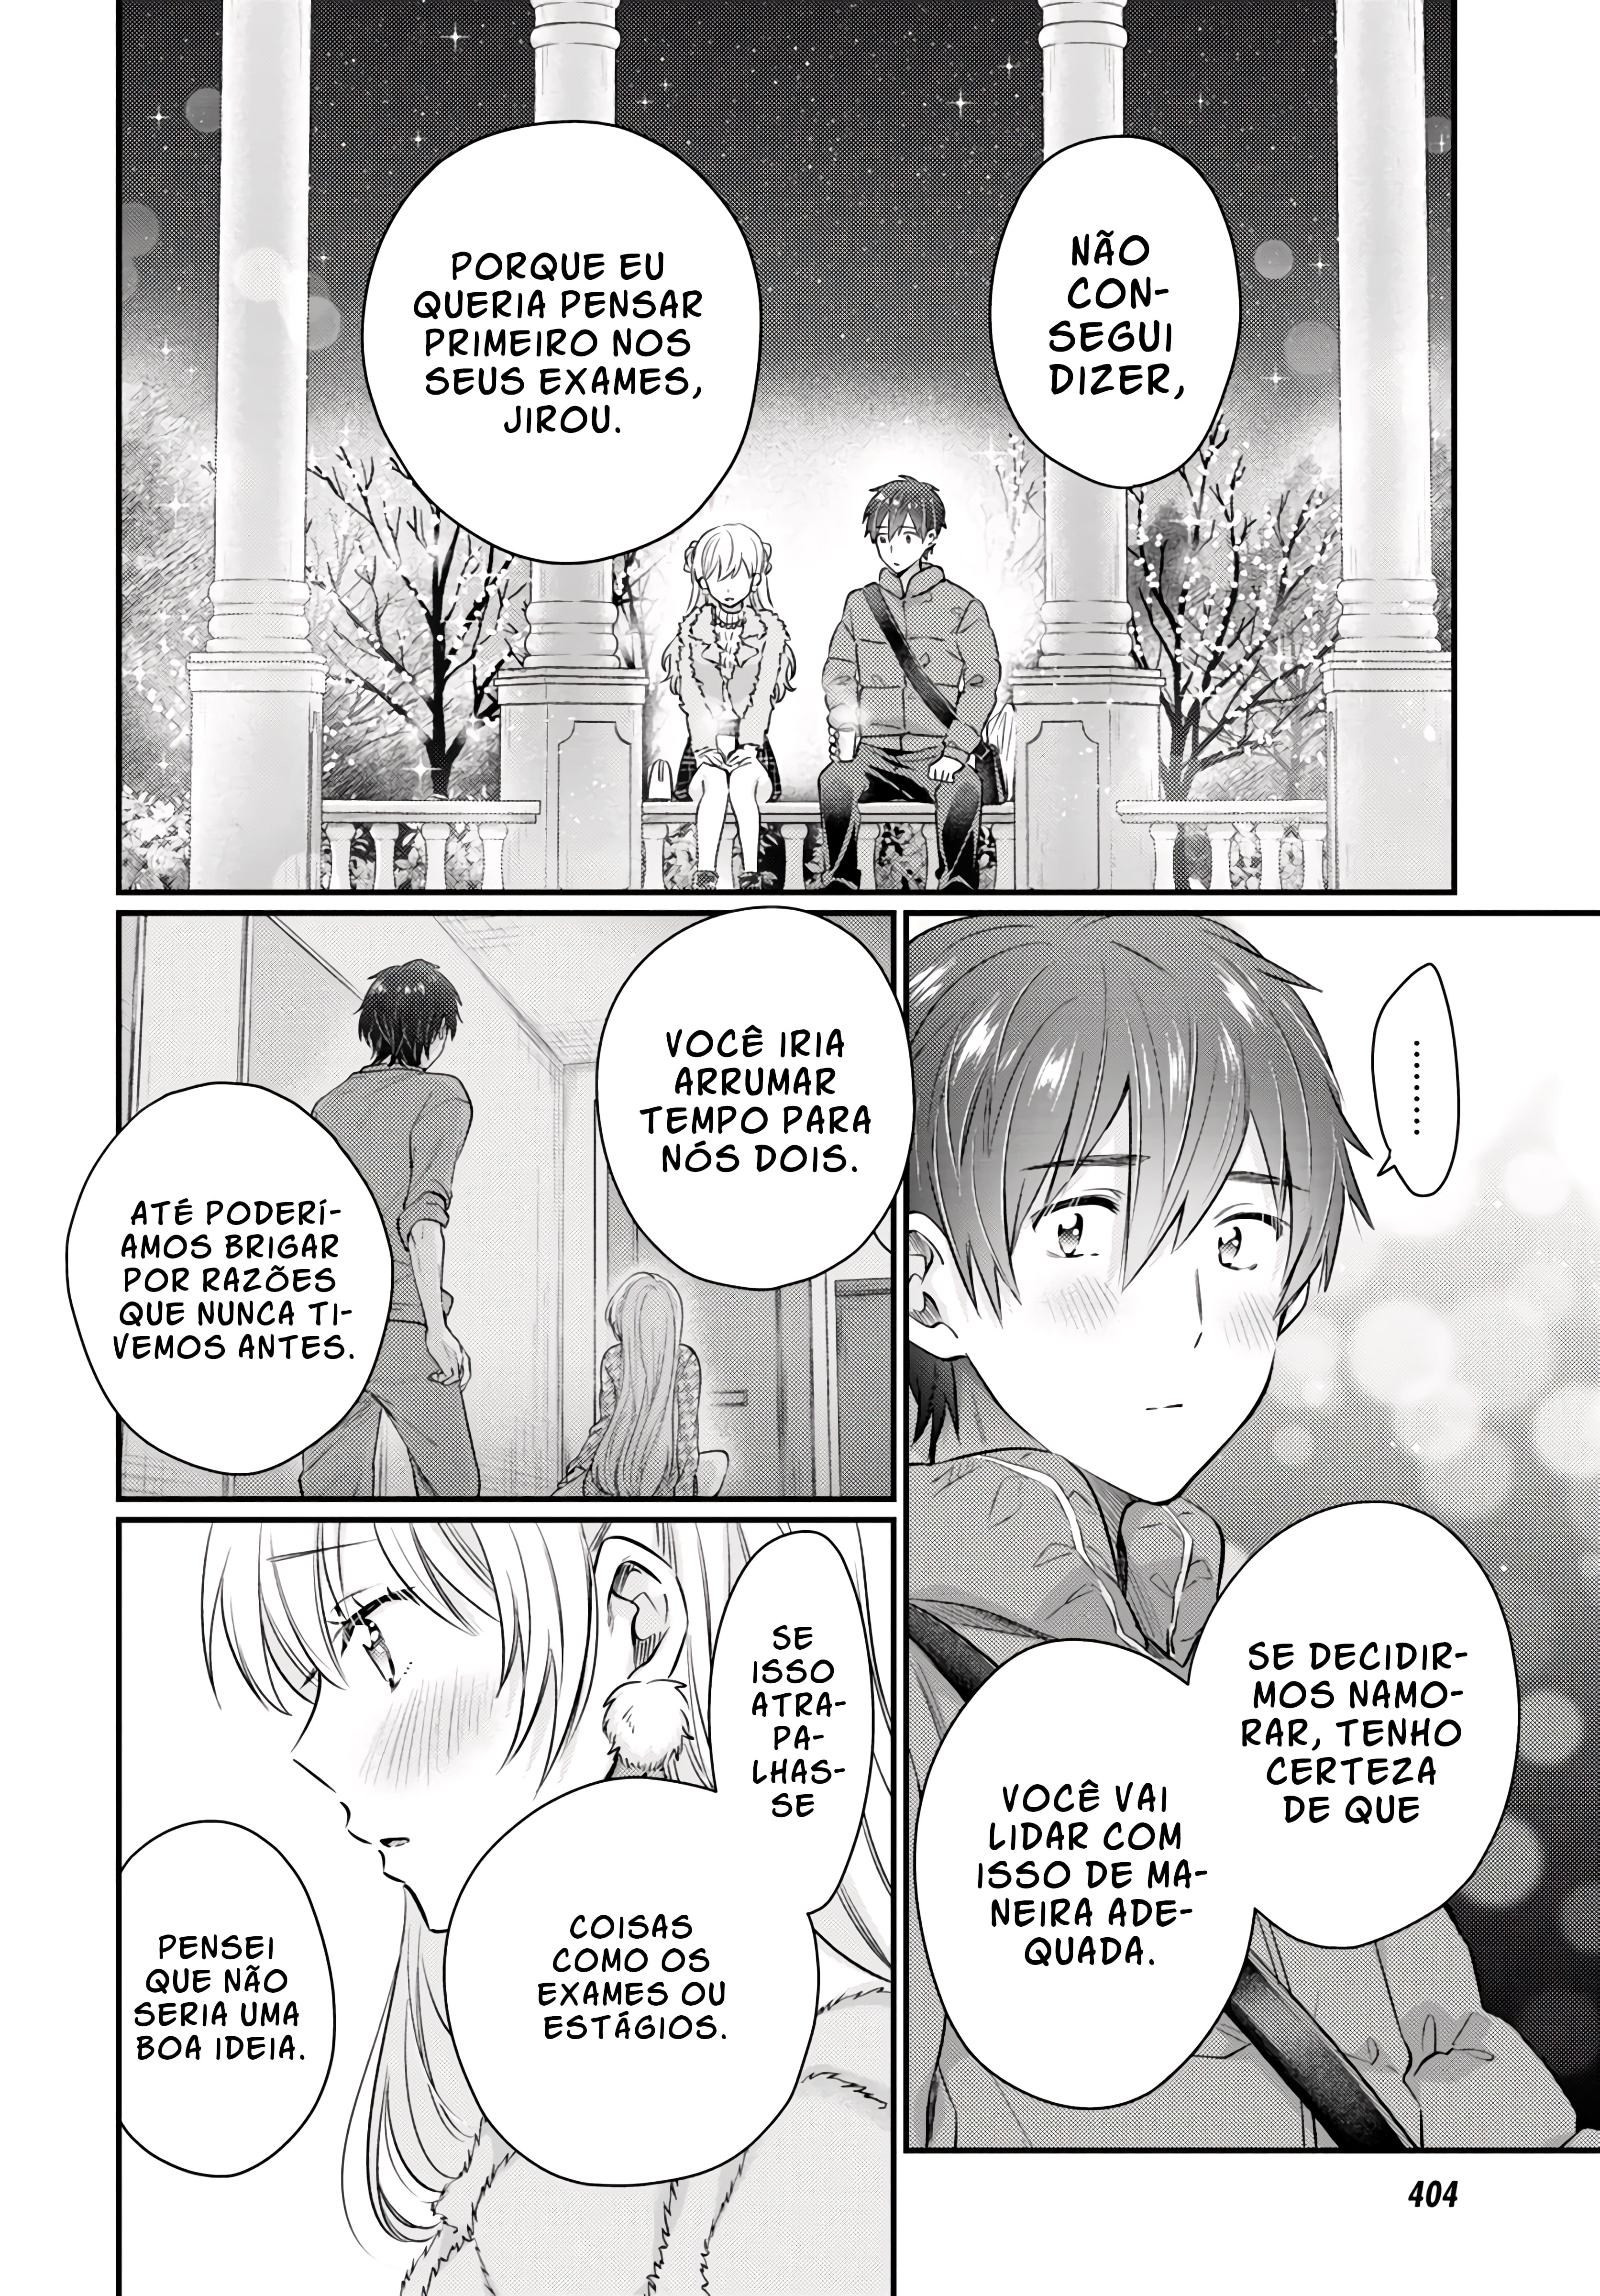 NÃO
CON-
SEGUI
DIZER,
PORQUE EU
QUERIA PENSAR
PRIMEIRO NOS
SEUS EXAMES,
JIROU.
.........
SE DECIDIR-
MOS NAMO-
RAR, TENHO
CERTEZA
DE QUE
VOCÊ VAI
LIDAR COM
ISSO DE MA-
NEIRA ADE-
QUADA.
VOCÊ IRIA
ARRUMAR
TEMPO PARA
NÓS DOIS.
ATÉ PODERÍ-
AMOS BRIGAR
POR RAZÕES
QUE NUNCA TI-
VEMOS ANTES.
SE
ISSO
ATRA-
PA-
LHAS-
SE
COISAS
COMO OS
EXAMES OU
ESTÁGIOS.
PENSEI
QUE NÃO
SERIA UMA
BOA IDEIA.
404